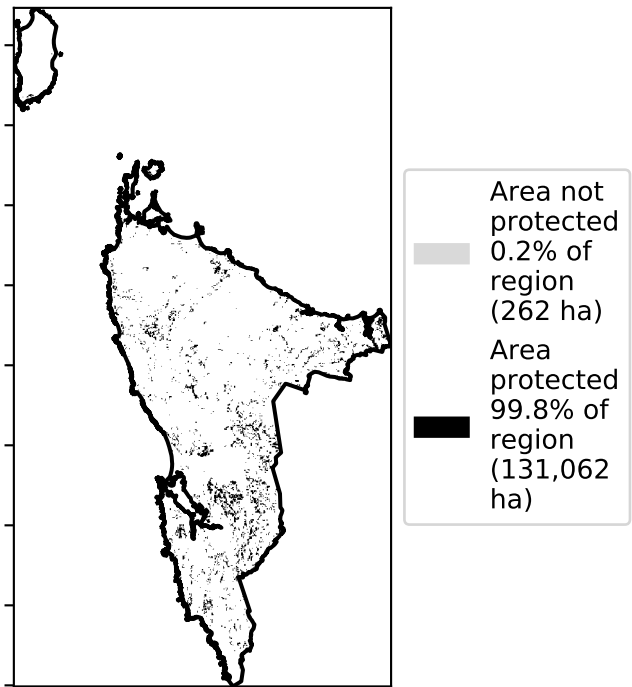 Area not
protected
0.2% of
region
(262 ha)
Area
protected
99.8% of
region
(131,062
ha)